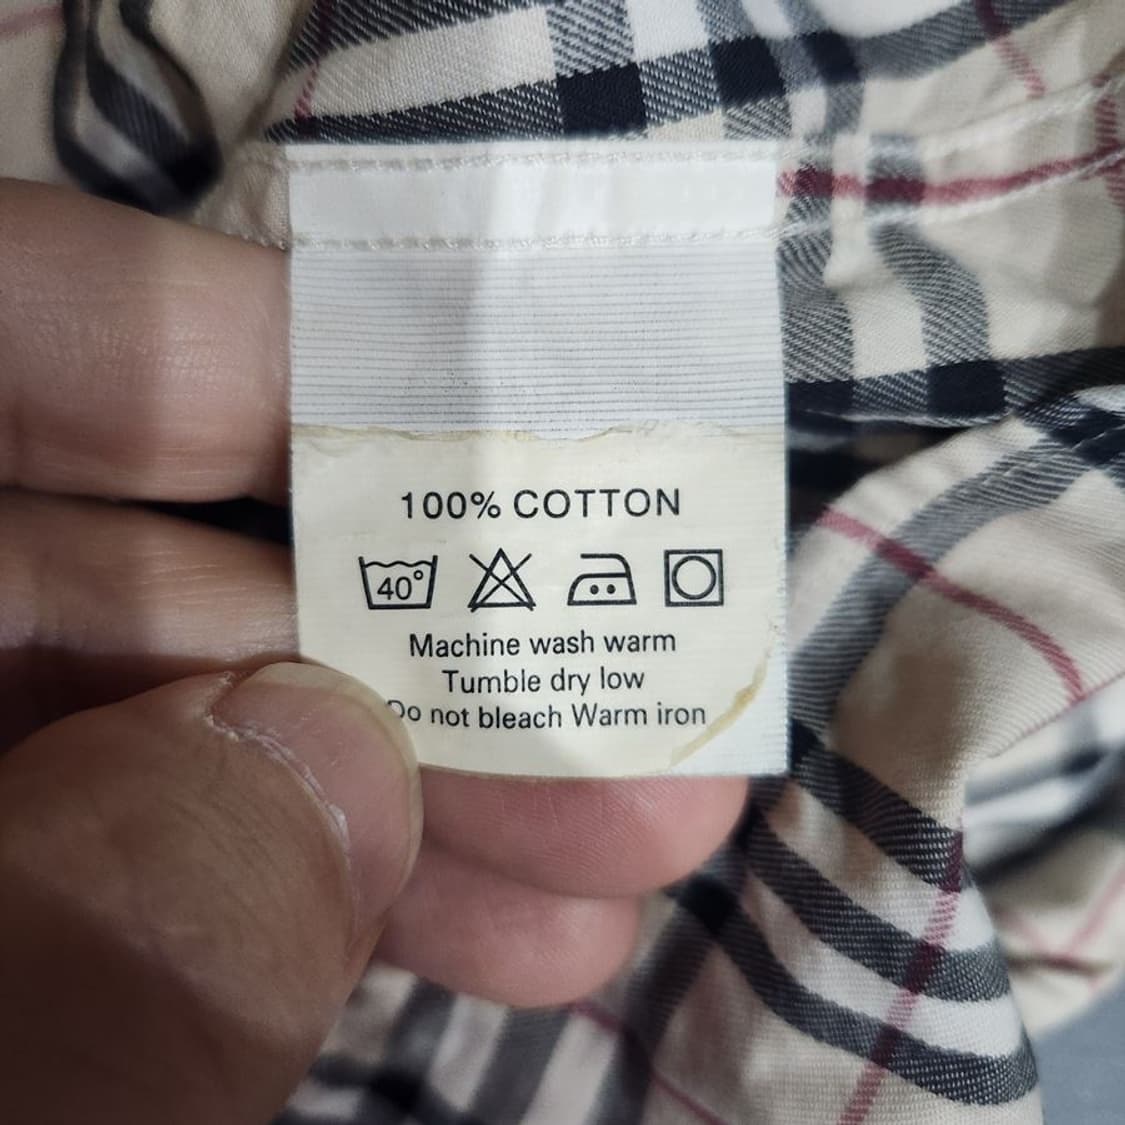 100% COTTON
40°
Machine wash warm
Tumble dry low
Do not bleach Warm iron